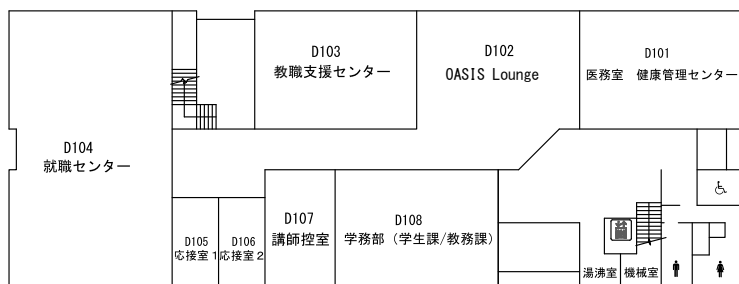 D103
教職支援センター
D102
OASIS Lounge
D101
医務室　健康管理センター
D104
就職センター
D105
応接室1
D106
応接室2
D107
講師控室
D108
学務部（学生課/教務課）
湯沸室
機械室